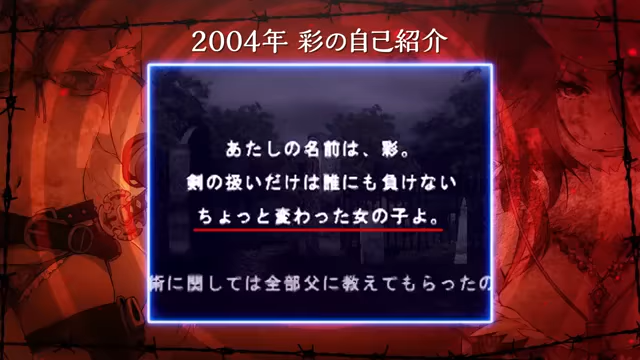 2004年 彩の自己紹介
あたしの名前は、彩。
剣の扱いだけは誰にも負けない
ちょっと変わった女の子よ。
術に関しては全部父に教えてもらったの